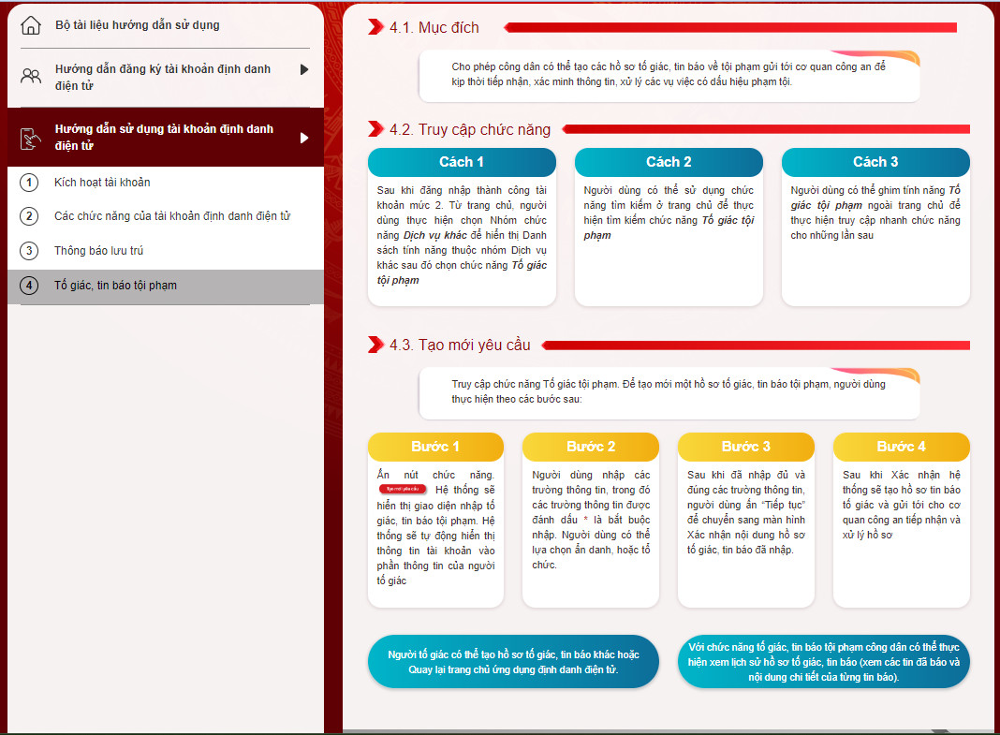 Bộ tài liệu hướng dẫn sử dụng
Hướng dẫn đăng ký tài khoản định danh
điện tử
Hướng dẫn sử dụng tài khoản định danh
điện tử
1 Kích hoạt tài khoản
2 Các chức năng của tài khoản định danh điện tử
3 Thông báo lưu trú
4 Tố giác, tin báo tội phạm
4.1. Mục đích
Cho phép công dân có thể tạo các hồ sơ tố giác, tin báo về tội phạm gửi tới cơ quan công an để
kịp thời tiếp nhận, xác minh thông tin, xử lý các vụ việc có dấu hiệu phạm tội.
4.2. Truy cập chức năng
Cách 1
Sau khi đăng nhập thành công tài
khoản mức 2. Từ trang chủ, người
dùng thực hiện chọn Nhóm chức
năng Dịch vụ khác để hiển thị Danh
sách tính năng thuộc nhóm Dịch vụ
khác sau đó chọn chức năng Tố giác
tội phạm
Cách 2
Người dùng có thể sử dụng chức
năng tìm kiếm ở trang chủ để thực
hiện tìm kiếm chức năng Tố giác tội
phạm
Cách 3
Người dùng có thể ghim tính năng Tố
giác tội phạm ngoài trang chủ để
thực hiện truy cập nhanh chức năng
cho những lần sau
4.3. Tạo mới yêu cầu
Truy cập chức năng Tố giác tội phạm. Để tạo mới một hồ sơ tố giác, tin báo tội phạm, người dùng
thực hiện theo các bước sau:
Bước 1
Ấn nút chức năng.
Tạo mới yêu cầu Hệ thống sẽ
hiển thị giao diện nhập tố
giác, tin báo tội phạm. Hệ
thống sẽ tự động hiển thị
thông tin tài khoản vào
phần thông tin của người
tố giác
Bước 2
Người dùng nhập các
trường thông tin, trong đó
các trường thông tin được
đánh dấu * là bắt buộc
nhập. Người dùng có thể
lựa chọn ẩn danh, hoặc tổ
chức.
Bước 3
Sau khi đã nhập đủ và
đúng các trường thông tin,
người dùng ấn “Tiếp tục”
để chuyển sang màn hình
Xác nhận nội dung hồ sơ
tố giác, tin báo đã nhập.
Bước 4
Sau khi Xác nhận hệ
thống sẽ tạo hồ sơ tin báo
tố giác và gửi tới cho cơ
quan công an tiếp nhận và
xử lý hồ sơ
Người tố giác có thể tạo hồ sơ tố giác, tin báo khác hoặc
Quay lại trang chủ ứng dụng định danh điện tử.
Với chức năng tố giác, tin báo tội phạm công dân có thể thực
hiện xem lịch sử hồ sơ tố giác, tin báo (xem các tin đã báo và
nội dung chi tiết của từng tin báo).